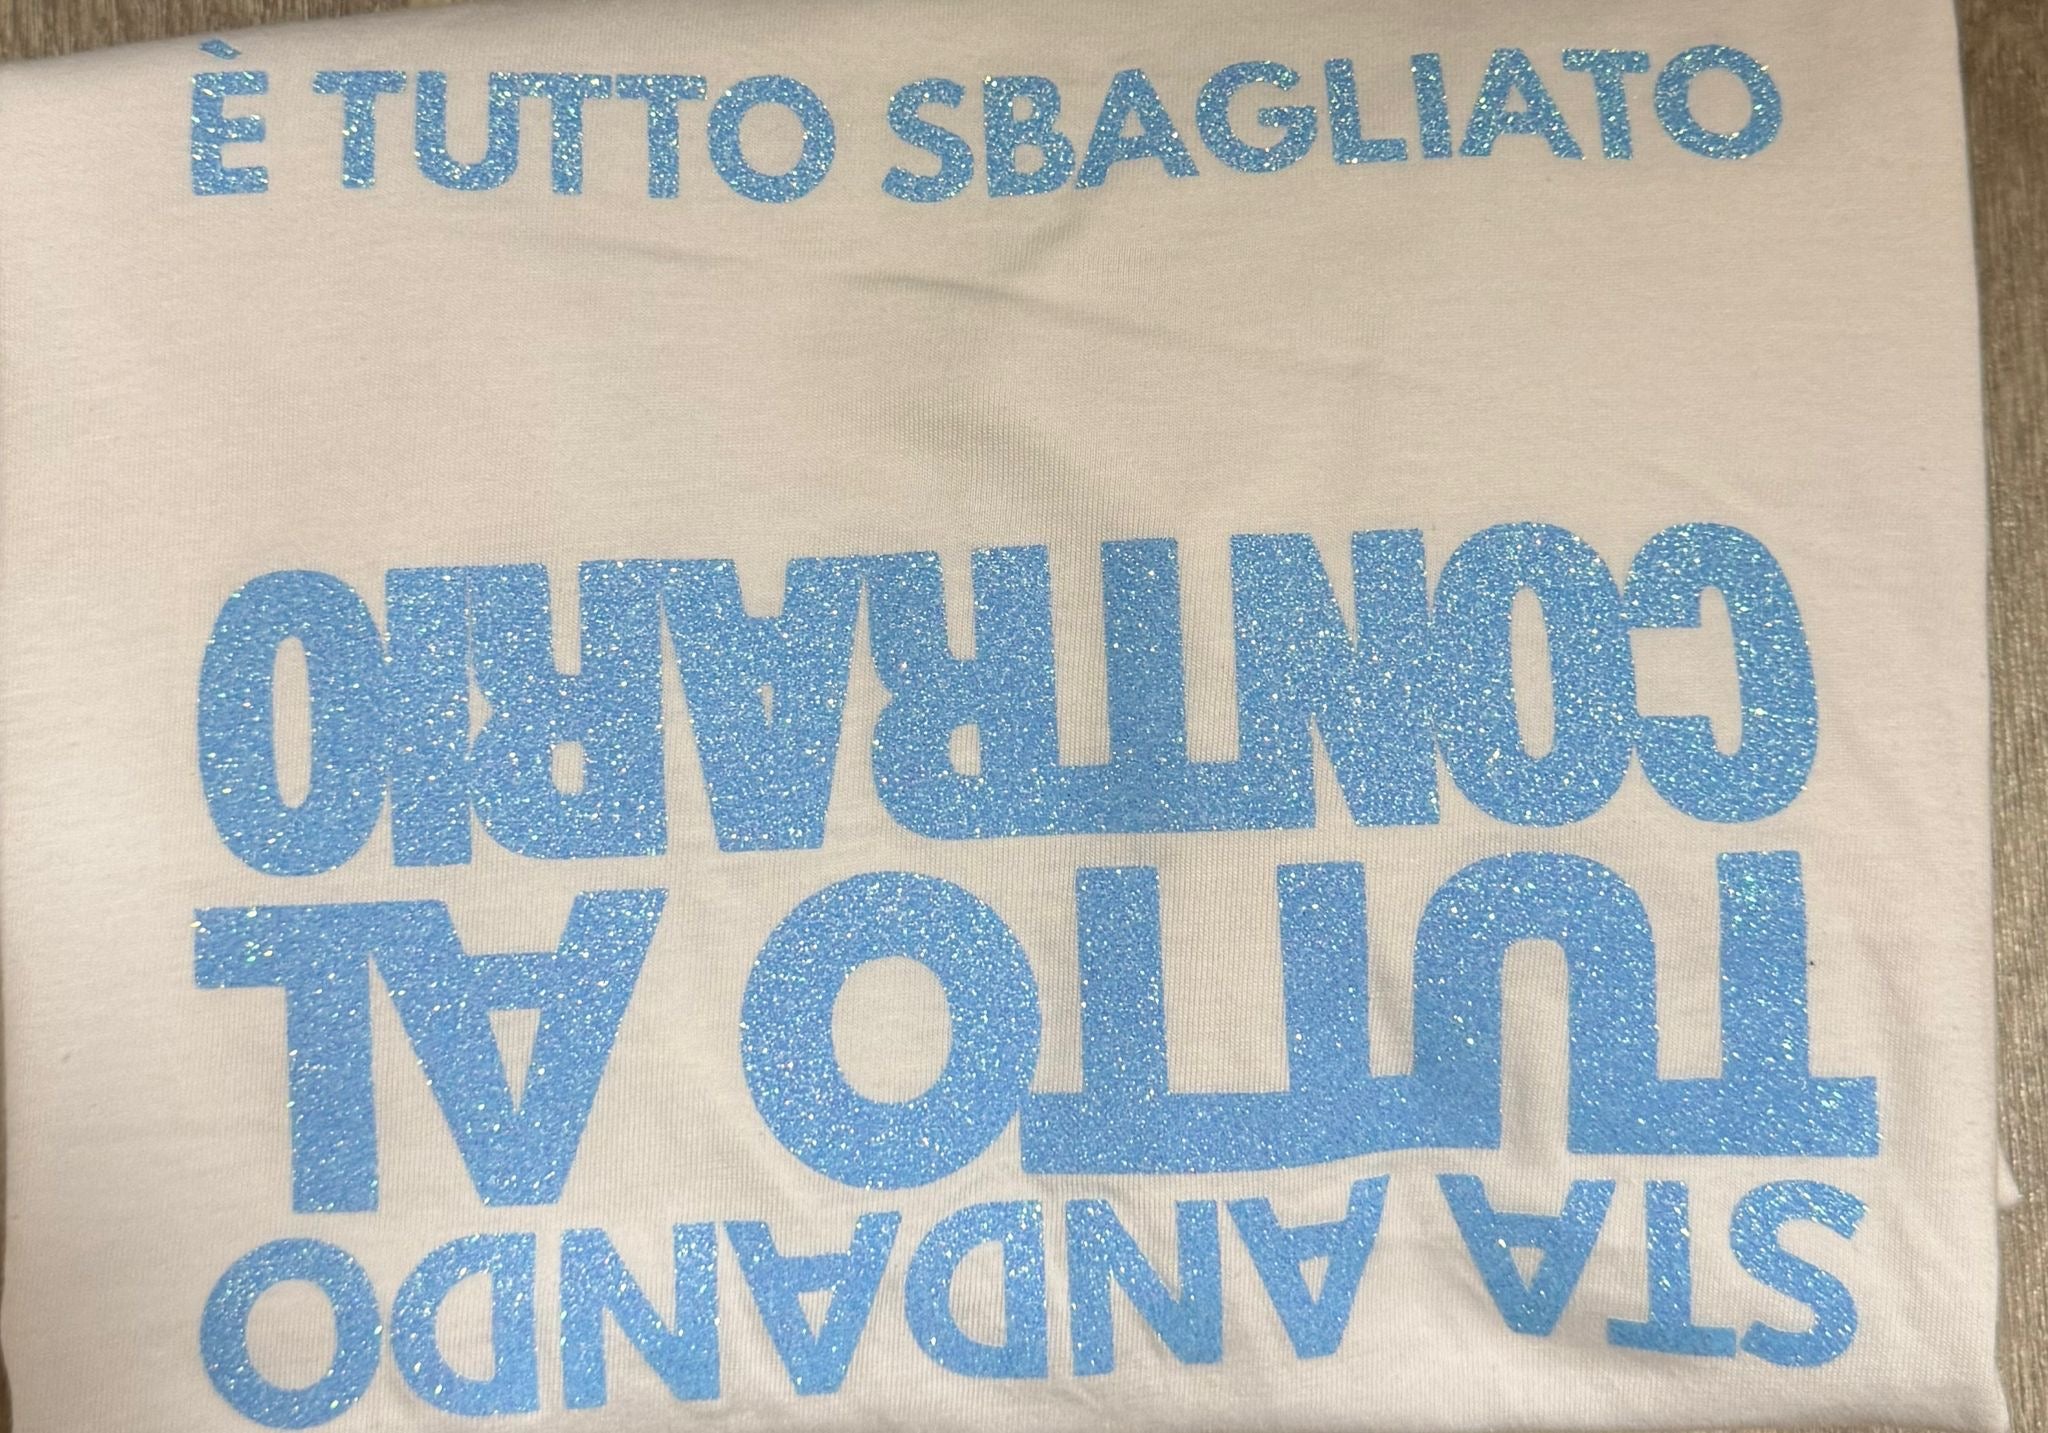 È TUTTO SBAGLIATO
STA ANDANDO
TUTTO AL
CONTRARIO